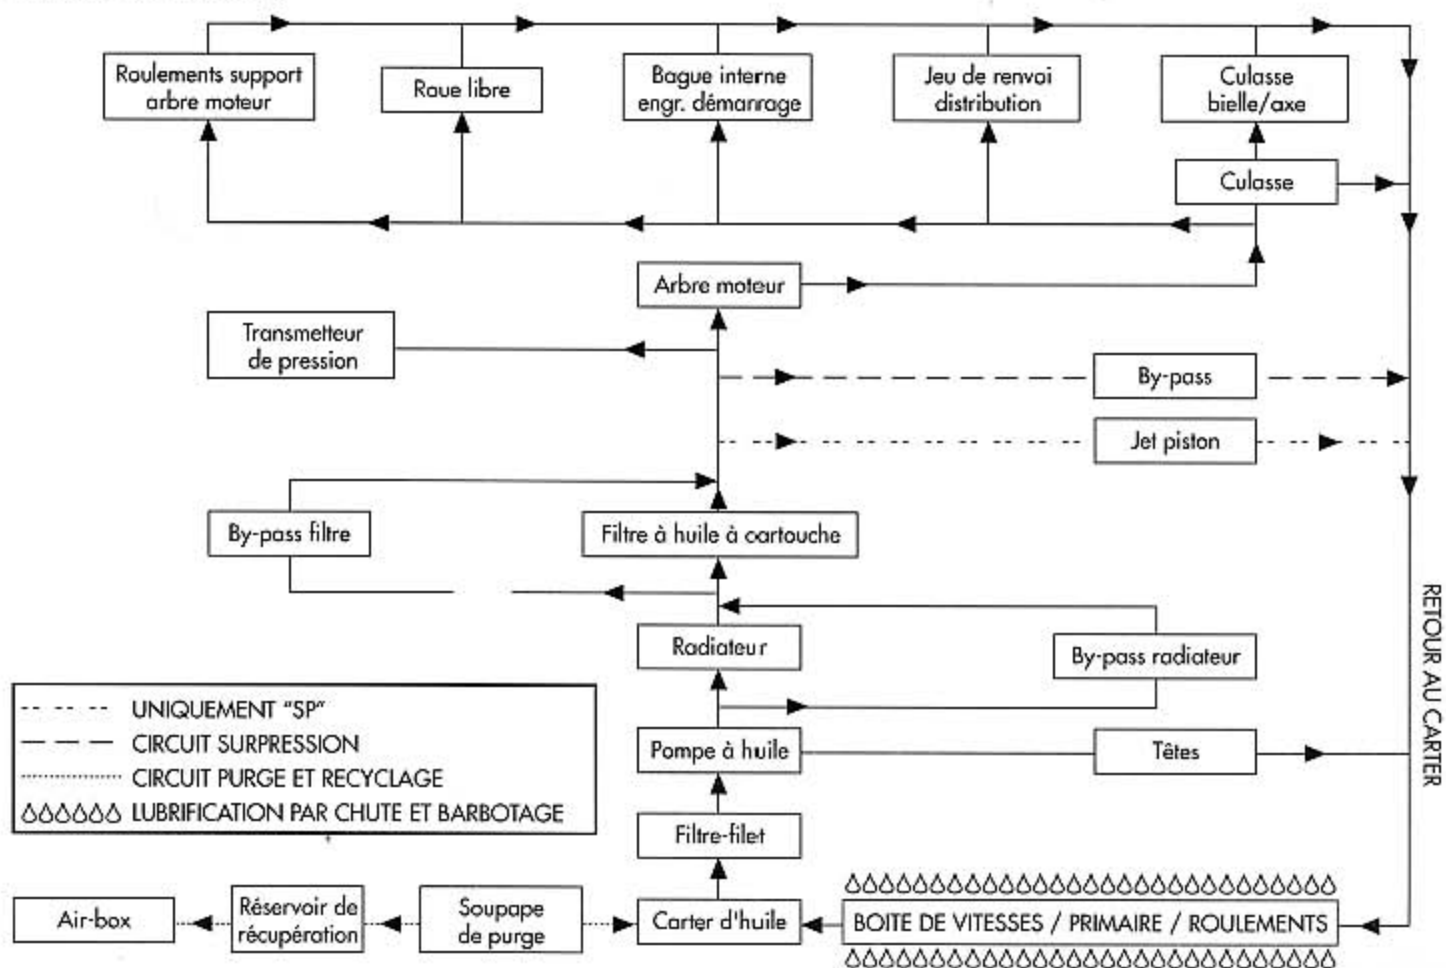 Roulements support
arbre moteur
Roue libre
Bague interne
engr. démarrage
Jeu de renvoi
distribution
Culasse
bielle/axe
Culasse
Arbre moteur
Transmetteur
de pression
By-pass
Jet piston
By-pass filtre
Filtre à huile à cartouche
Radiateur
By-pass radiateur
RETOUR AU CARTER
UNIQUEMENT “SP”
CIRCUIT SURPRESSION
CIRCUIT PURGE ET RECYCLAGE
LUBRIFICATION PAR CHUTE ET BARBOTAGE
Pompe à huile
Têtes
Filtre-filet
Air-box
Réservoir de
récupération
Soupape
de purge
Carter d'huile
BOITE DE VITESSES / PRIMAIRE / ROULEMENTS